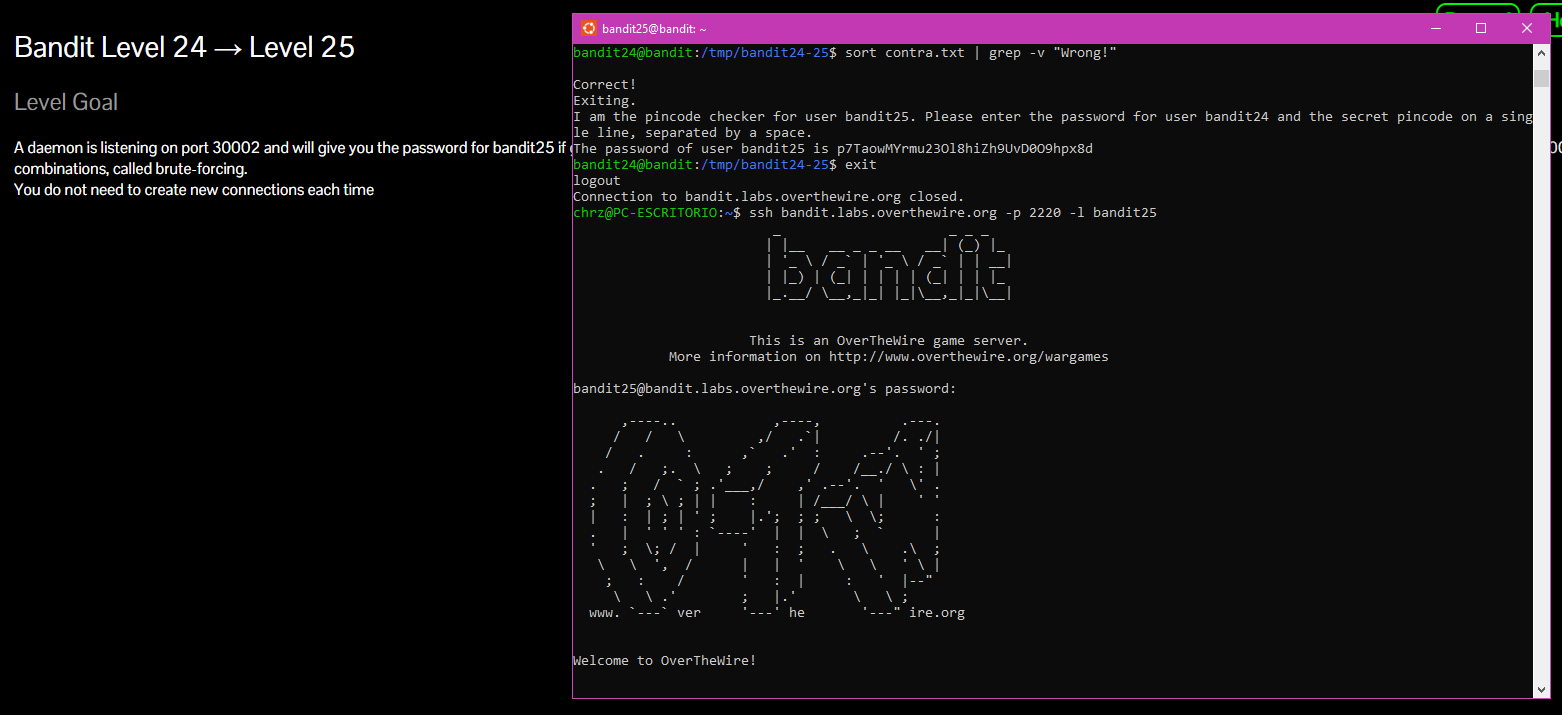 Bandit Level 24 → Level 25
Level Goal
A daemon is listening on port 30002 and will give you the password for bandit25 if
combinations, called brute-forcing.
You do not need to create new connections each time
bandit25@bandit: ~
bandit24@bandit:/tmp/bandit24-25$ sort contra.txt | grep -v "Wrong!"
Correct!
Exiting.
I am the pincode checker for user bandit25. Please enter the password for user bandit24 and the secret pincode on a sing
le line, separated by a space.
The password of user bandit25 is p7TaowMYrmu23Ol8hiZh9UvD0O9hpx8d
bandit24@bandit:/tmp/bandit24-25$ exit
logout
Connection to bandit.labs.overthewire.org closed.
chrz@PC-ESCRITORIO:~$ ssh bandit.labs.overthewire.org -p 2220 -l bandit25
bandit
This is an OverTheWire game server.
More information on http://www.overthewire.org/wargames
bandit25@bandit.labs.overthewire.org's password:
www. ver he ire.org
Welcome to OverTheWire!